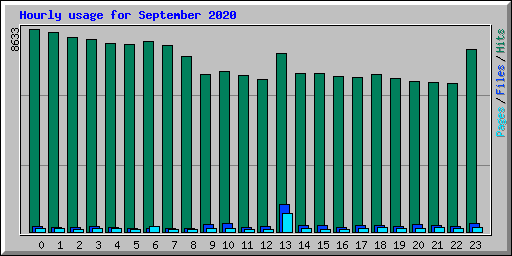 Hourly usage for September 2020
8633
Pages/Files/Hits
0 1 2 3 4 5 6 7 8 9 10 11 12 13 14 15 16 17 18 19 20 21 22 23